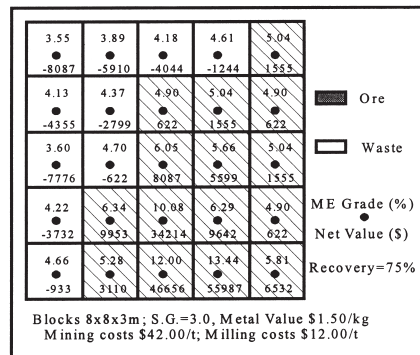 3.55 3.89 4.18 4.61 5.04
-8087 -5910 -4044 -1244 1555
4.13 4.37 4.90 5.04 4.90
-4355 -2799 622 1555 622
3.60 4.70 6.05 5.66 5.04
-7776 -622 8087 5599 1555
4.22 6.34 10.08 6.29 4.90
-3732 9953 34214 9642 622
4.66 5.28 12.00 13.44 5.81
-933 3110 46656 55987 6532
Ore
Waste
ME Grade (%)
Net Value ($)
Recovery=75%
Blocks 8x8x3m; S.G.=3.0, Metal Value $1.50/kg
Mining costs $42.00/t; Milling costs $12.00/t